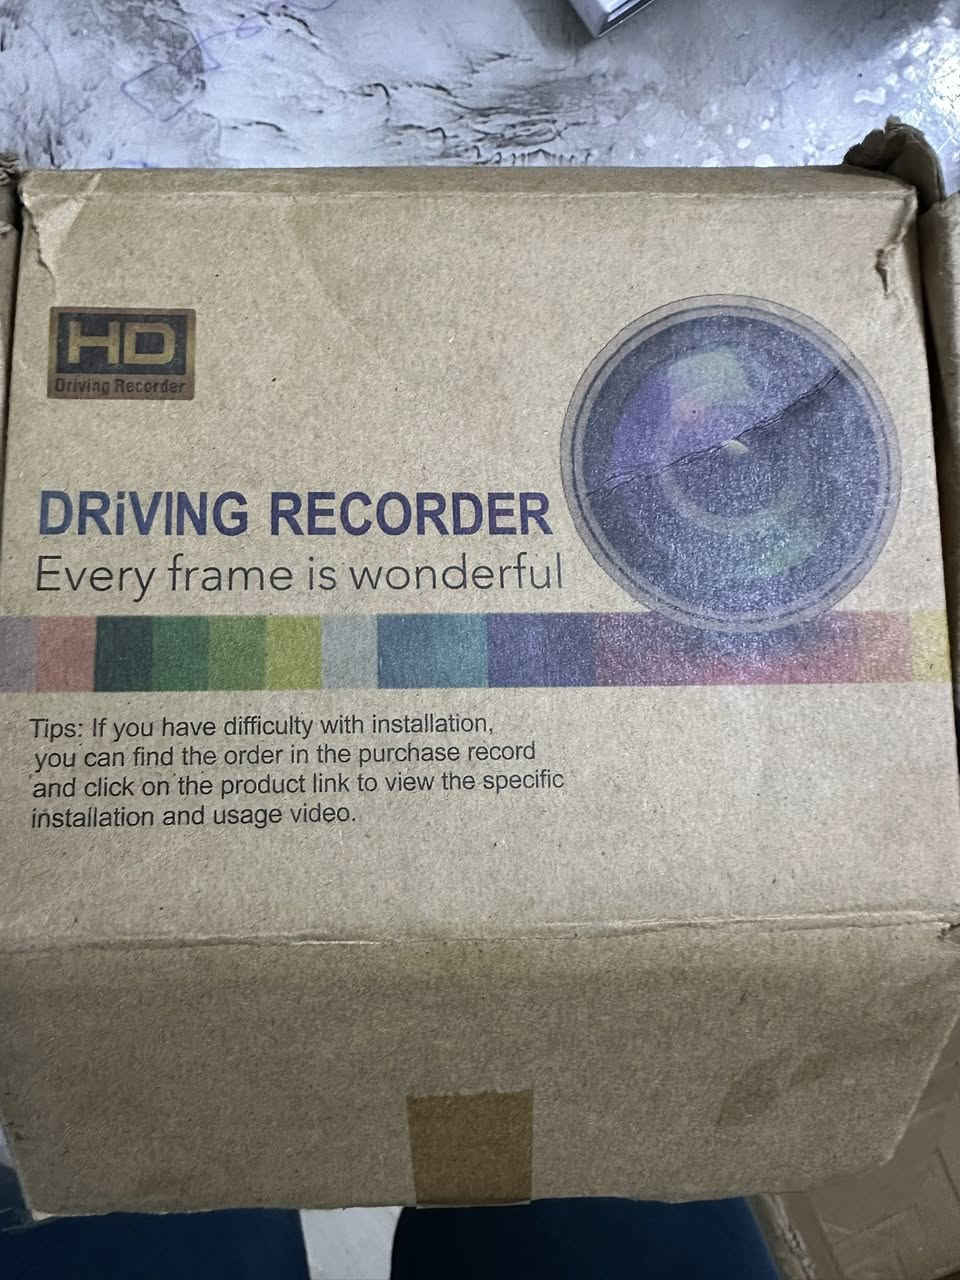 HD
Driving Recorder
DRiVING RECORDER
Every frame is wonderful
Tips: If you have difficulty with installation,
you can find the order in the purchase record
and click on the product link to view the specific
installation and usage video.